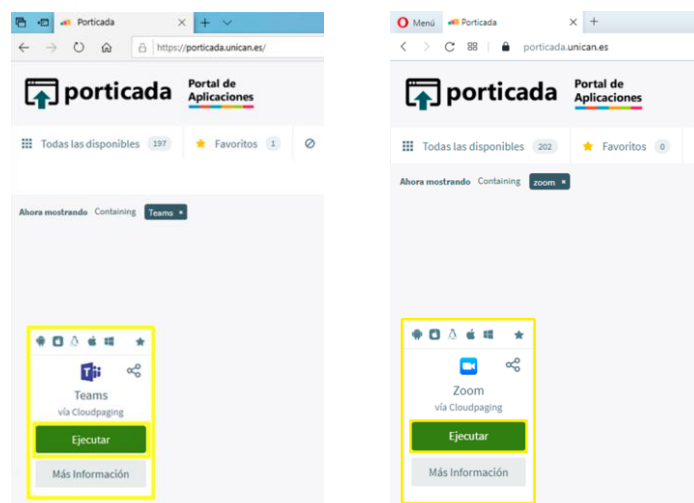 Porticada
https://porticada.unican.es/
porticada
Portal de
Aplicaciones
Todas las disponibles 197
Favoritos 1
Ahora mostrando Containing Teams ×
Teams
vía Cloudpaging
Ejecutar
Más Información
Menú Porticada
porticada.unican.es
porticada
Portal de
Aplicaciones
Todas las disponibles 202
Favoritos 0
Ahora mostrando Containing zoom ×
Zoom
vía Cloudpaging
Ejecutar
Más Información